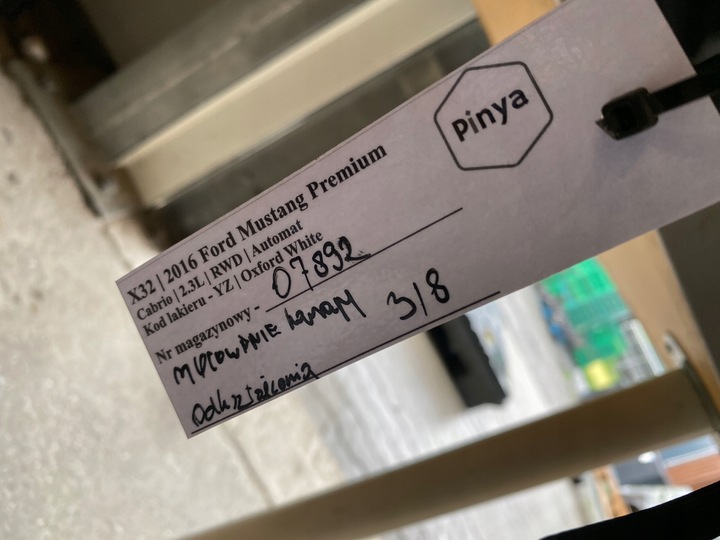 Pinya
X32 | 2016 Ford Mustang Premium
Cabrio | 2.3L | RWD | Automat
Kod lakieru - YZ | Oxford White
Nr magazynowy - 07892
kanapy 3/8